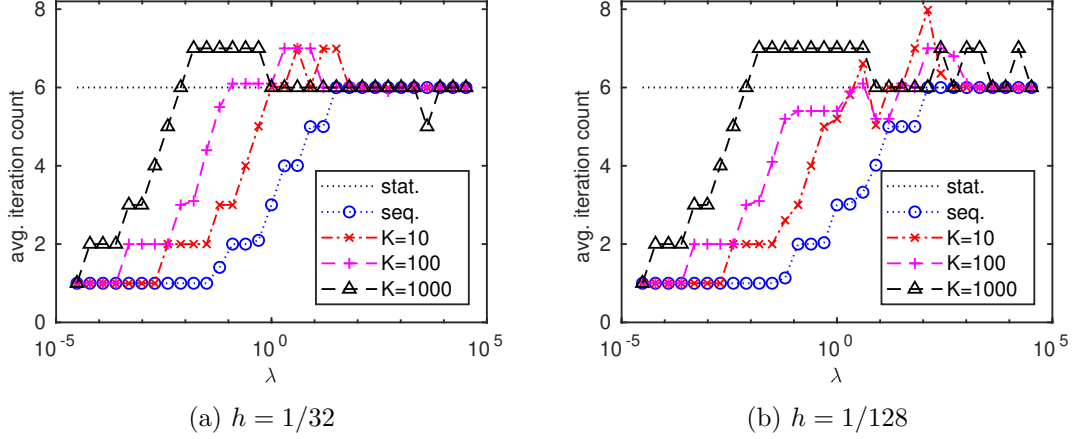 avg. iteration count
8
6
4
2
0
stat.
seq.
K=10
K=100
K=1000
10^-5
10^0
10^5
λ
(a) h = 1/32
avg. iteration count
8
6
4
2
0
stat.
seq.
K=10
K=100
K=1000
10^-5
10^0
10^5
λ
(b) h = 1/128